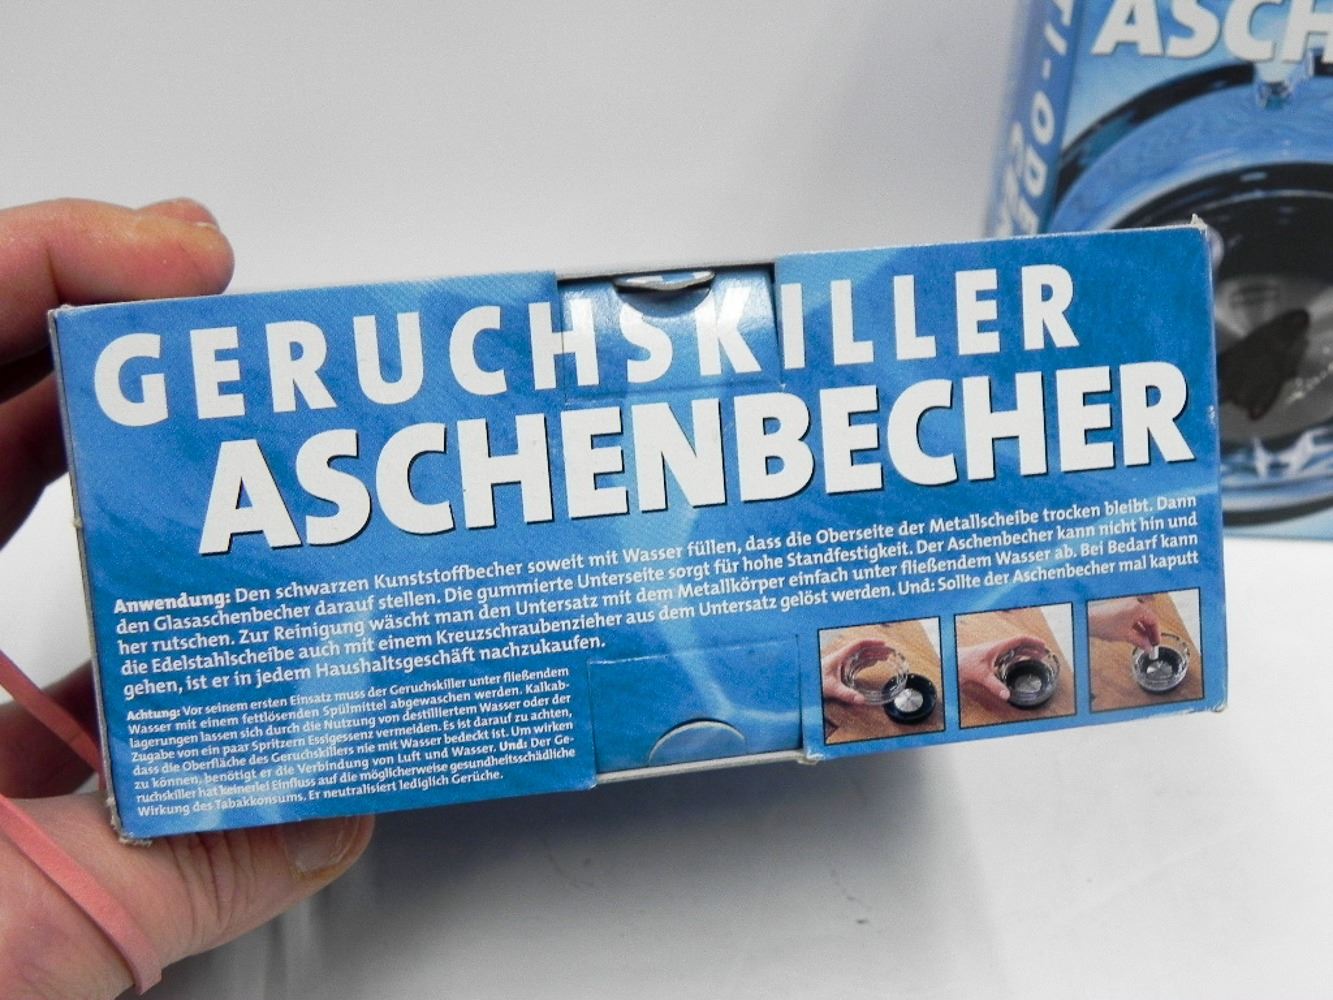 GERUCHSKILLER
ASCHENBECHER
Anwendung: Den schwarzen Kunststoffbecher soweit mit Wasser füllen, dass die Oberseite der Metallscheibe trocken bleibt. Dann
den Glasaschenbecher darauf stellen. Die gummierte Unterseite sorgt für hohe Standfestigkeit. Der Aschenbecher kann nicht hin und
her rutschen. Zur Reinigung wäscht man den Untersatz mit dem Metallkörper einfach unter fließendem Wasser ab. Bei Bedarf kann
die Edelstahlscheibe auch mit einem Kreuzschraubenzieher aus dem Untersatz gelöst werden. Und: Sollte der Aschenbecher mal kaputt
gehen, ist er in jedem Haushaltsgeschäft nachzukaufen.
Achtung: Vor seinem ersten Einsatz muss der Geruchskiller unter fließendem
Wasser mit einem fettlösenden Spülmittel abgewaschen werden. Kalkab-
lagerungen lassen sich durch die Nutzung von destilliertem Wasser oder der
Zugabe von ein paar Spritzern Essigessenz vermeiden. Es ist darauf zu achten,
dass die Oberfläche des Geruchskillers nie mit Wasser bedeckt ist. Um wirken
zu können, benötigt er die Verbindung von Luft und Wasser. Und: Der Ge-
ruchskiller hat keinerlei Einfluss auf die möglicherweise gesundheitsschädliche
Wirkung des Tabakkonsums. Er neutralisiert lediglich Gerüche.
ASCH
TI-ODE